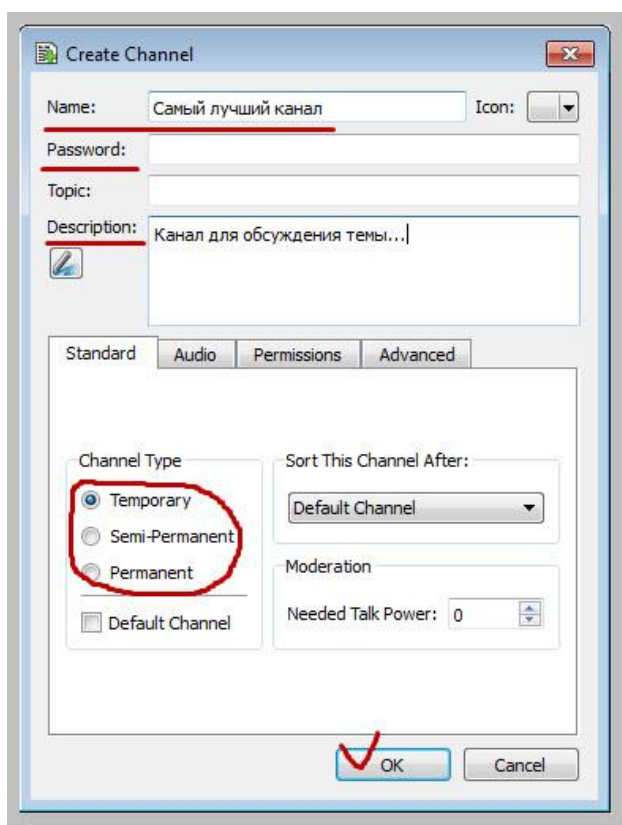 Create Channel
Name: Самый лучший канал Icon:
Password:
Topic:
Description: Канал для обсуждения темы...
Standard Audio Permissions Advanced
Channel Type
Temporary
Semi-Permanent
Permanent
Default Channel
Sort This Channel After:
Default Channel
Moderation
Needed Talk Power: 0
OK Cancel